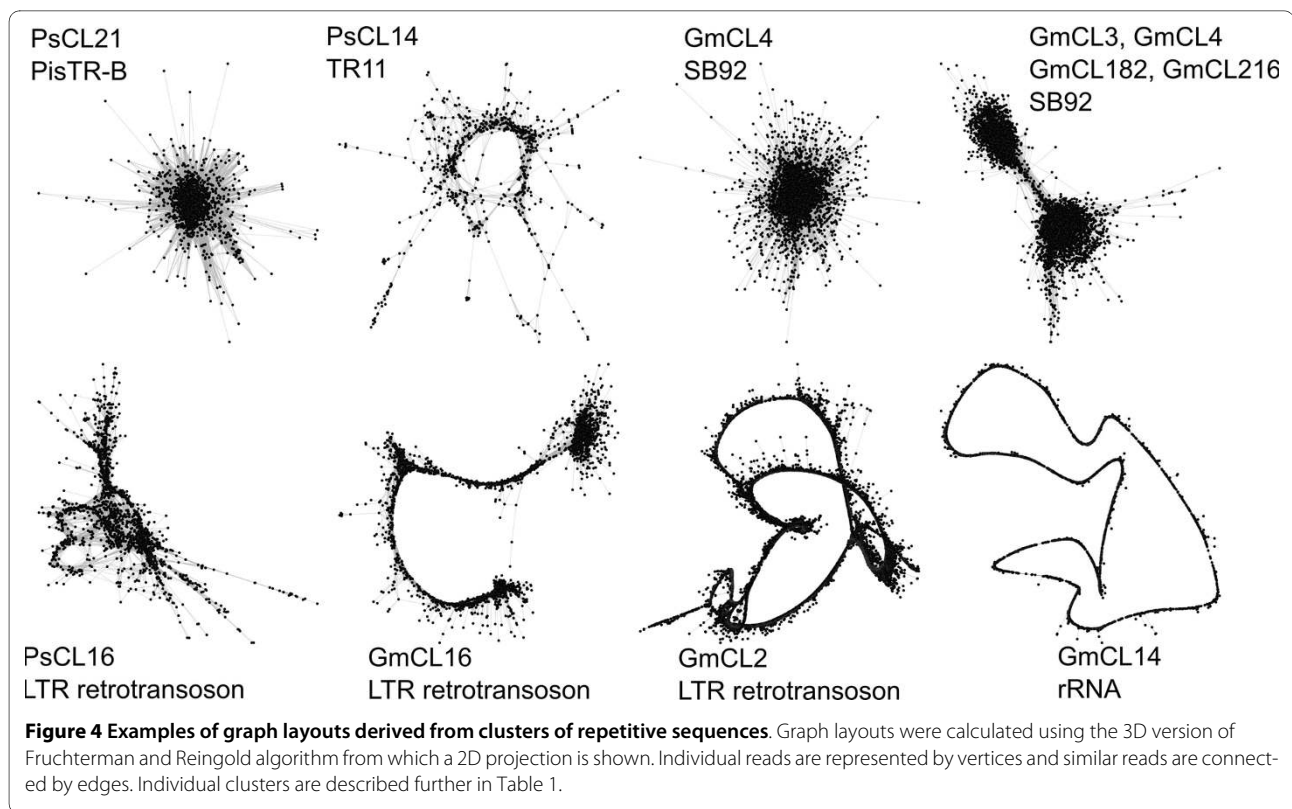 PsCL21
PisTR-B
PsCL14
TR11
GmCL4
SB92
GmCL3, GmCL4
GmCL182, GmCL216
SB92
PsCL16
LTR retrotransoson
GmCL16
LTR retrotransoson
GmCL2
LTR retrotransoson
GmCL14
rRNA
Figure 4 Examples of graph layouts derived from clusters of repetitive sequences. Graph layouts were calculated using the 3D version of
Fruchterman and Reingold algorithm from which a 2D projection is shown. Individual reads are represented by vertices and similar reads are connect-
ed by edges. Individual clusters are described further in Table 1.